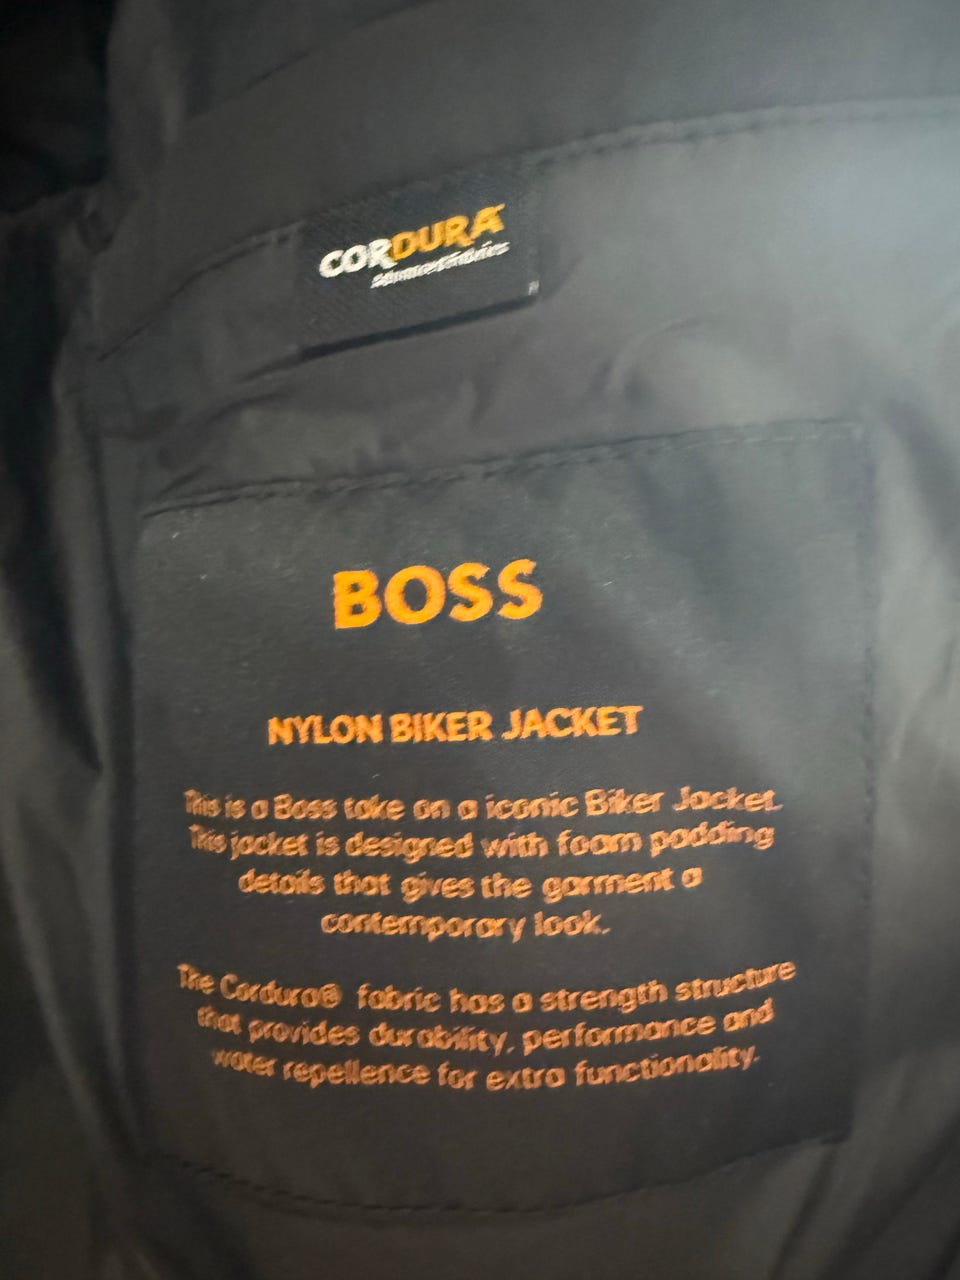 CORDURA
BOSS
NYLON BIKER JACKET
This is a Boss take on a iconic Biker Jacket.
This jacket is designed with foam padding
details that gives the garment a
contemporary look.
The Cordura® fabric has a strength structure
that provides durability, performance and
water repellence for extra functionality.